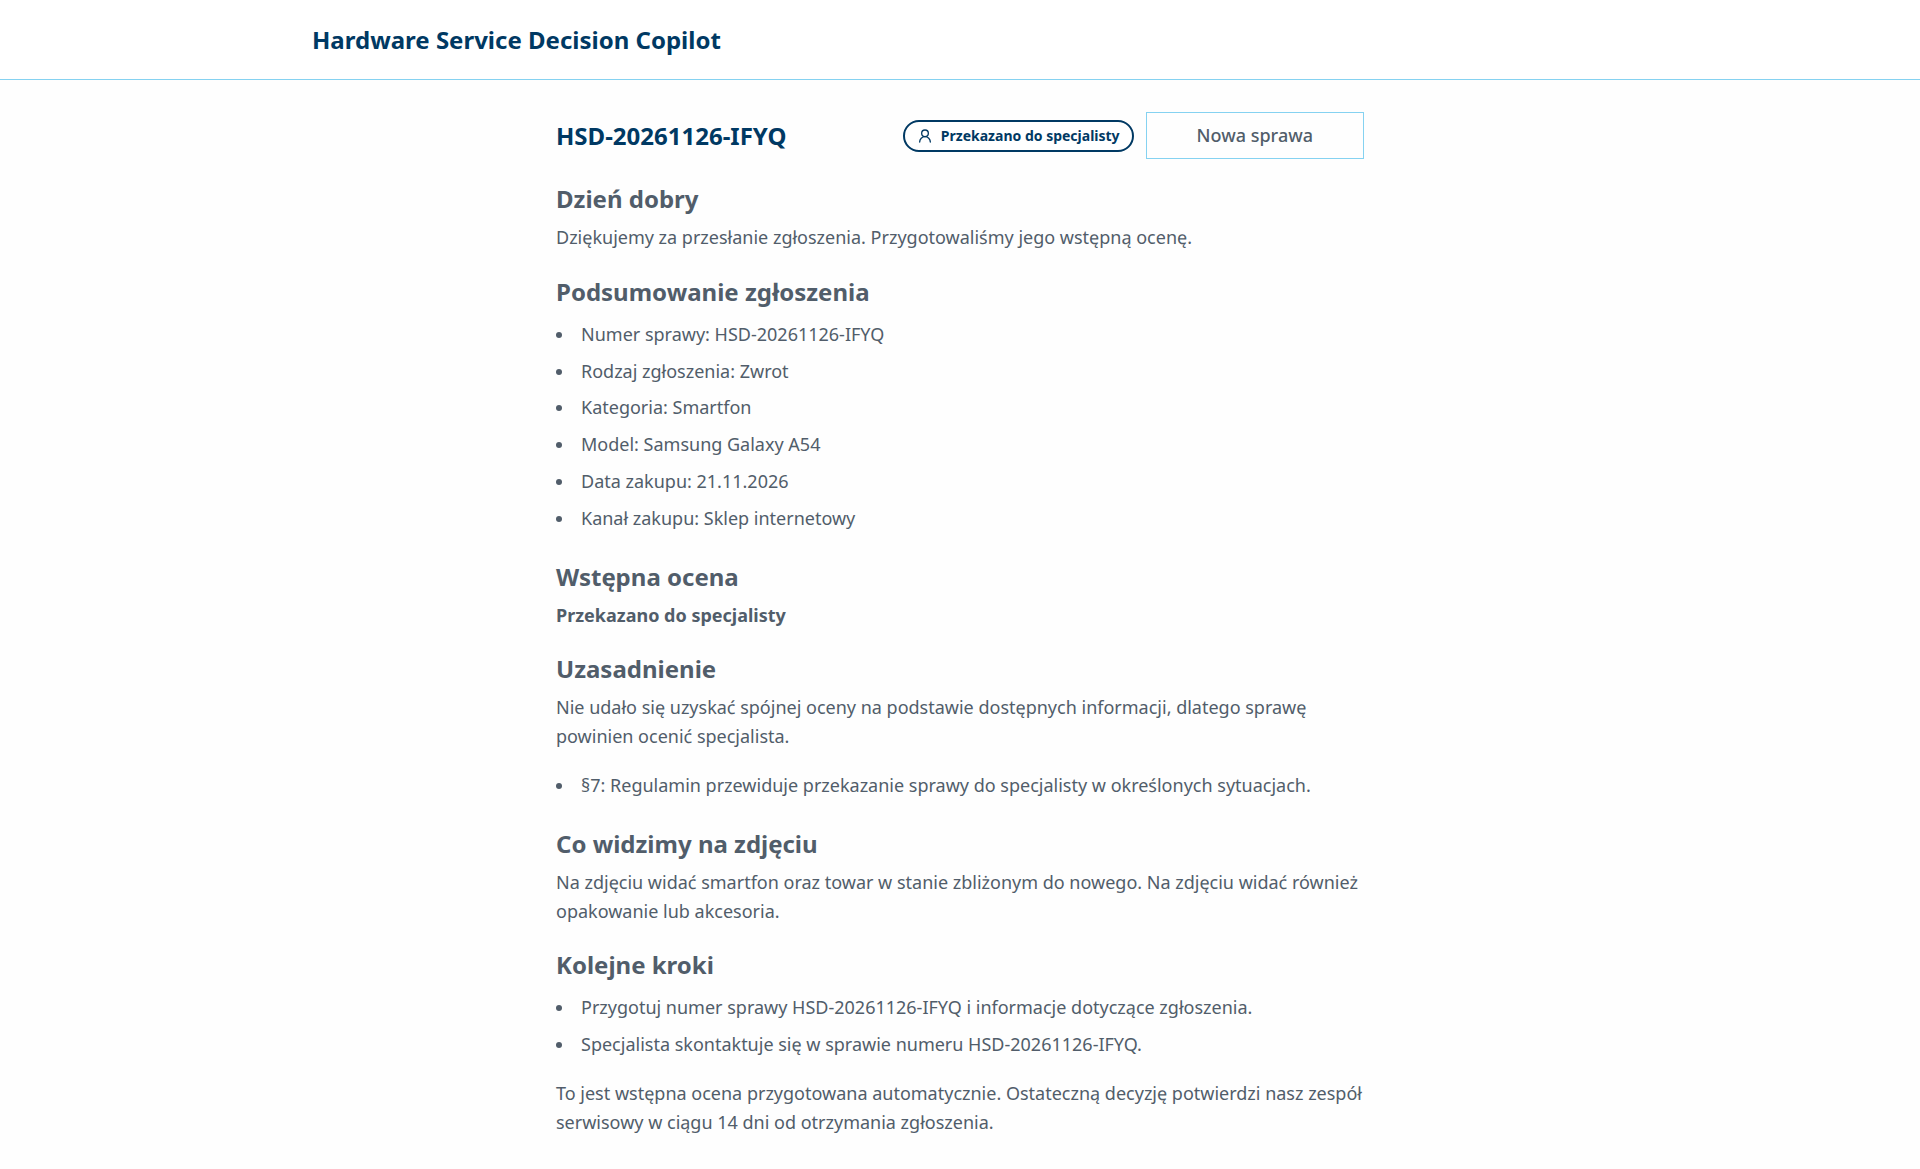 Hardware Service Decision Copilot
HSD-20261126-IFYQ
Przekazano do specjalisty
Nowa sprawa
Dzień dobry
Dziękujemy za przesłanie zgłoszenia. Przygotowaliśmy jego wstępną ocenę.
Podsumowanie zgłoszenia
• Numer sprawy: HSD-20261126-IFYQ
• Rodzaj zgłoszenia: Zwrot
• Kategoria: Smartfon
• Model: Samsung Galaxy A54
• Data zakupu: 21.11.2026
• Kanał zakupu: Sklep internetowy
Wstępna ocena
Przekazano do specjalisty
Uzasadnienie
Nie udało się uzyskać spójnej oceny na podstawie dostępnych informacji, dlatego sprawę
powinien ocenić specjalista.
• §7: Regulamin przewiduje przekazanie sprawy do specjalisty w określonych sytuacjach.
Co widzimy na zdjęciu
Na zdjęciu widać smartfon oraz towar w stanie zbliżonym do nowego. Na zdjęciu widać również
opakowanie lub akcesoria.
Kolejne kroki
• Przygotuj numer sprawy HSD-20261126-IFYQ i informacje dotyczące zgłoszenia.
• Specjalista skontaktuje się w sprawie numeru HSD-20261126-IFYQ.
To jest wstępna ocena przygotowana automatycznie. Ostateczną decyzję potwierdzi nasz zespół
serwisowy w ciągu 14 dni od otrzymania zgłoszenia.